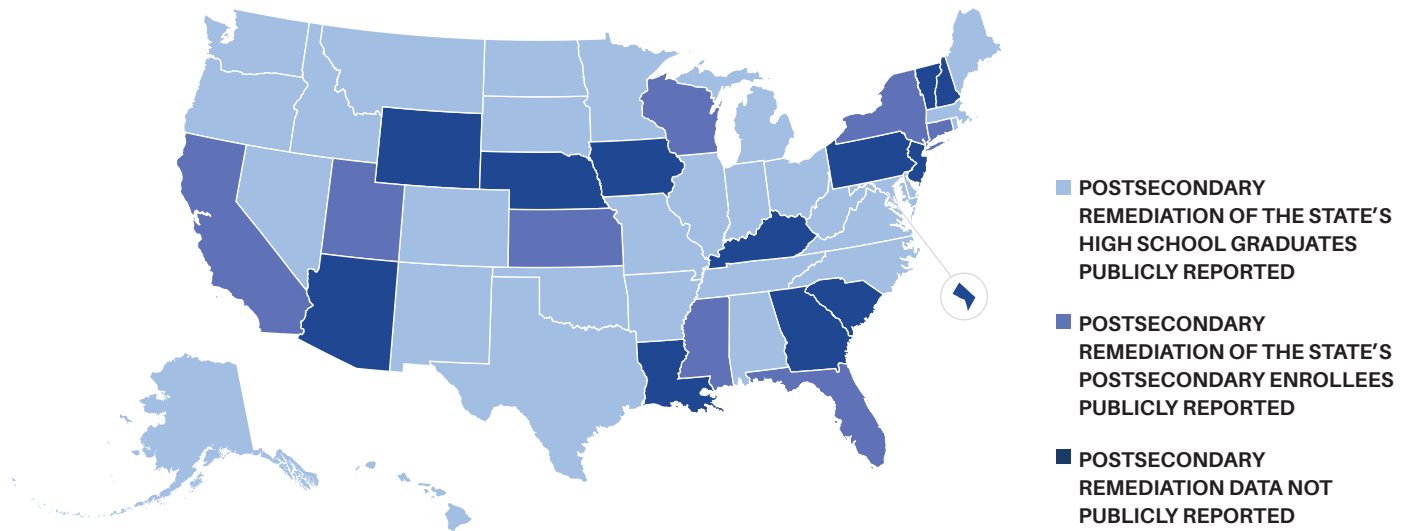 POSTSECONDARY
REMEDIATION OF THE STATE'S
HIGH SCHOOL GRADUATES
PUBLICLY REPORTED
POSTSECONDARY
REMEDIATION OF THE STATE'S
POSTSECONDARY ENROLLEES
PUBLICLY REPORTED
POSTSECONDARY
REMEDIATION DATA NOT
PUBLICLY REPORTED